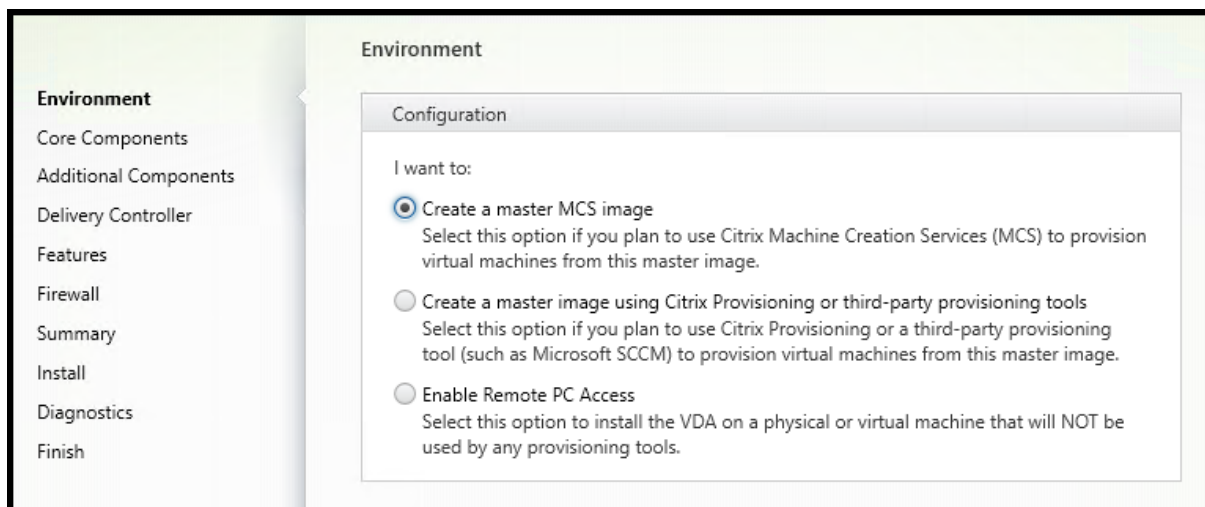 Environment
Core Components
Additional Components
Delivery Controller
Features
Firewall
Summary
Install
Diagnostics
Finish
Environment
Configuration
I want to:
Create a master MCS image
Select this option if you plan to use Citrix Machine Creation Services (MCS) to provision
virtual machines from this master image.
Create a master image using Citrix Provisioning or third-party provisioning tools
Select this option if you plan to use Citrix Provisioning or a third-party provisioning
tool (such as Microsoft SCCM) to provision virtual machines from this master image.
Enable Remote PC Access
Select this option to install the VDA on a physical or virtual machine that will NOT be
used by any provisioning tools.